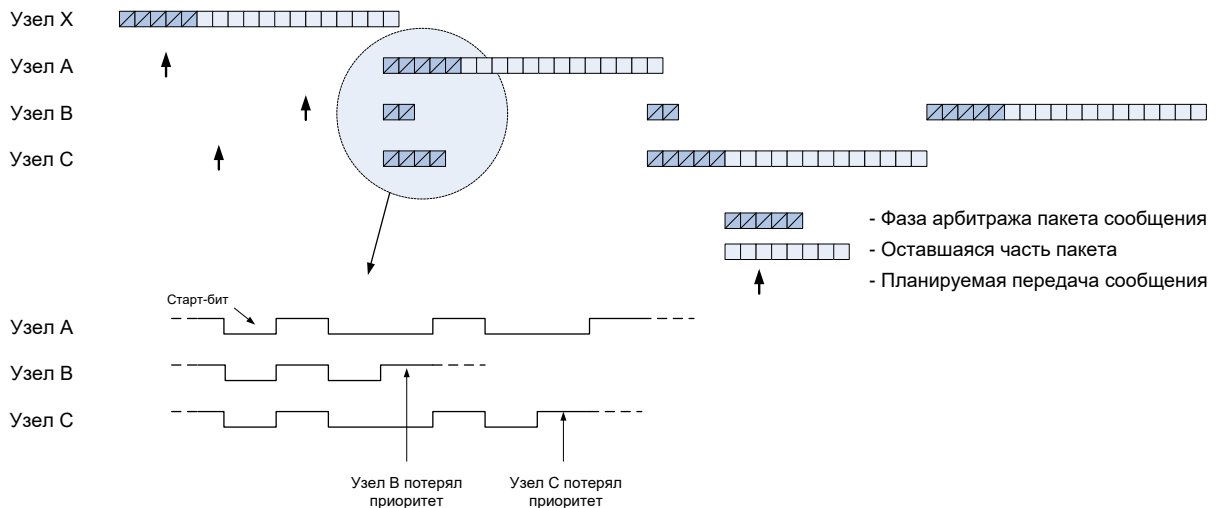 Узел X
Узел A
Узел B
Узел C
- Фаза арбитража пакета сообщения
- Оставшаяся часть пакета
- Планируемая передача сообщения
Старт-бит
Узел A
Узел B
Узел C
Узел B потерял
приоритет
Узел C потерял
приоритет